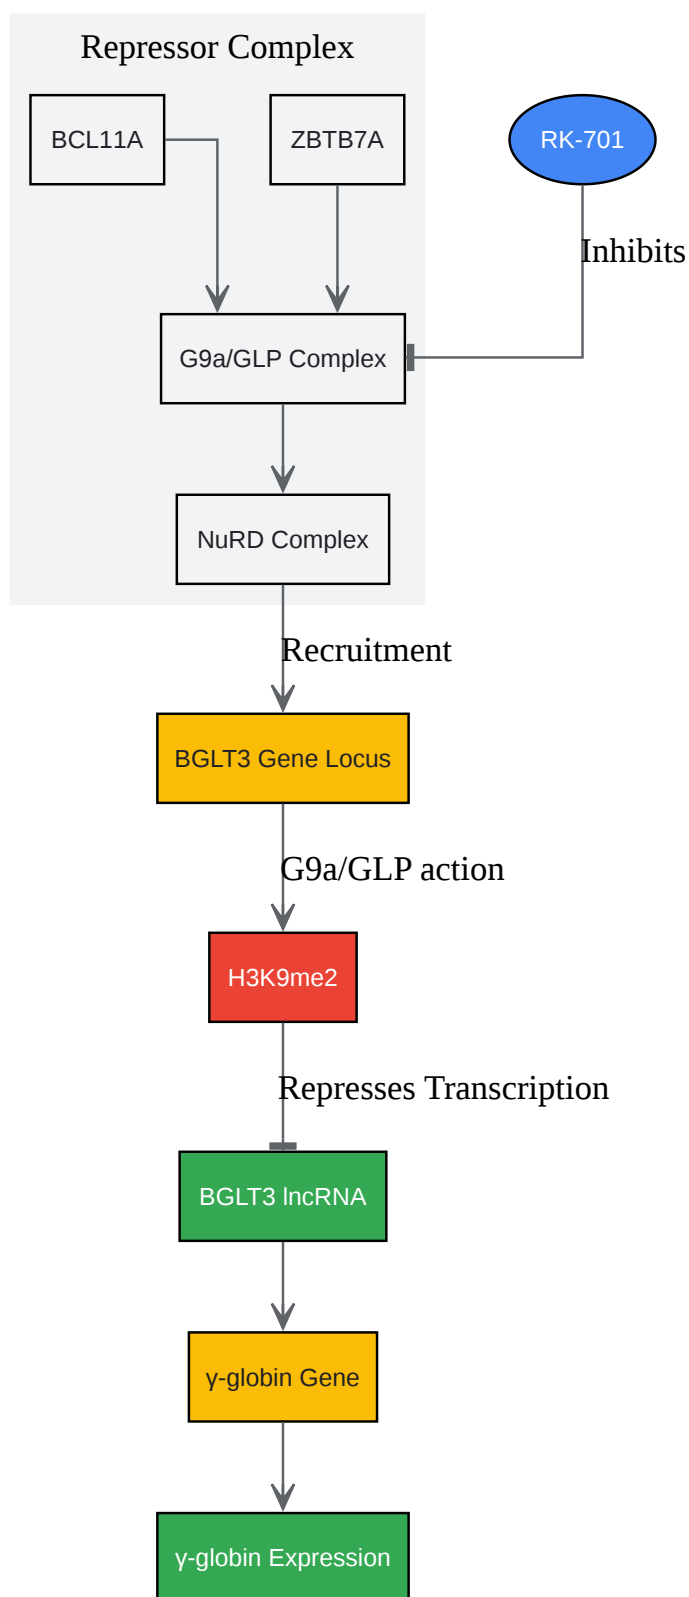 Repressor Complex
BCL11A
ZBTB7A
RK-701
Inhibits
G9a/GLP Complex
NuRD Complex
Recruitment
BGLT3 Gene Locus
G9a/GLP action
H3K9me2
Represses Transcription
BGLT3 lncRNA
γ-globin Gene
γ-globin Expression